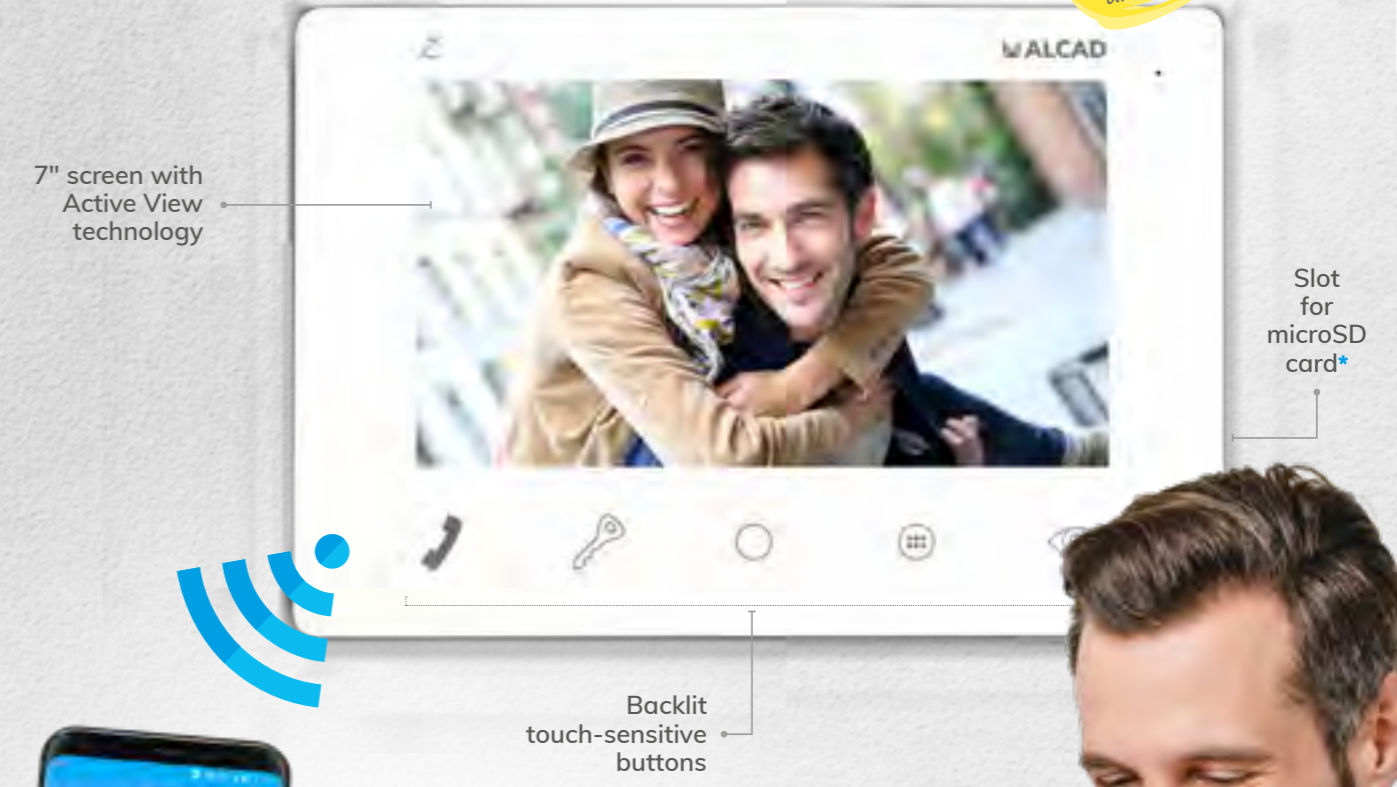 ALCAD
7" screen with
Active View
technology
Slot
for
microSD
card*
Backlit
touch-sensitive
buttons